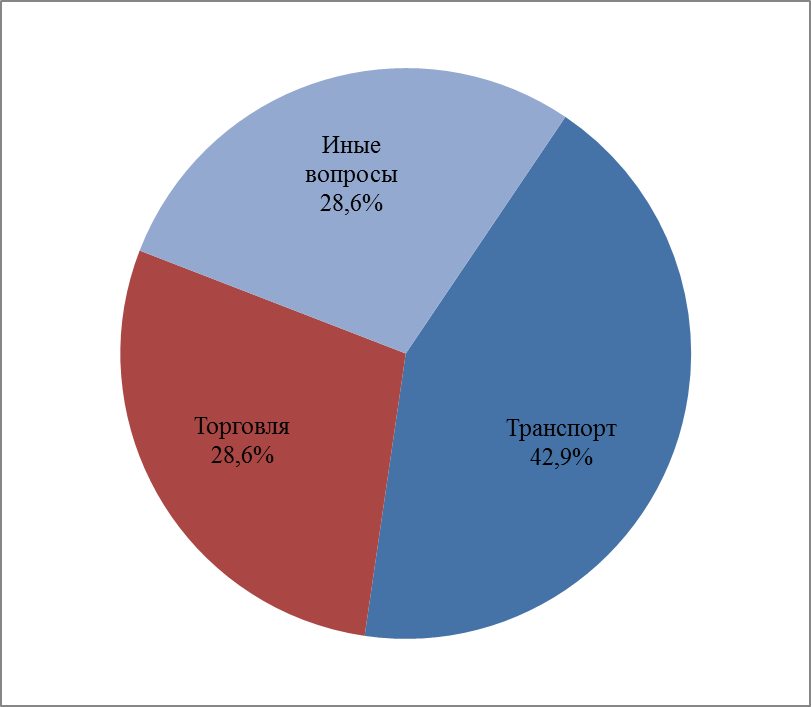 Иные
вопросы
28,6%
Торговля
28,6%
Транспорт
42,9%